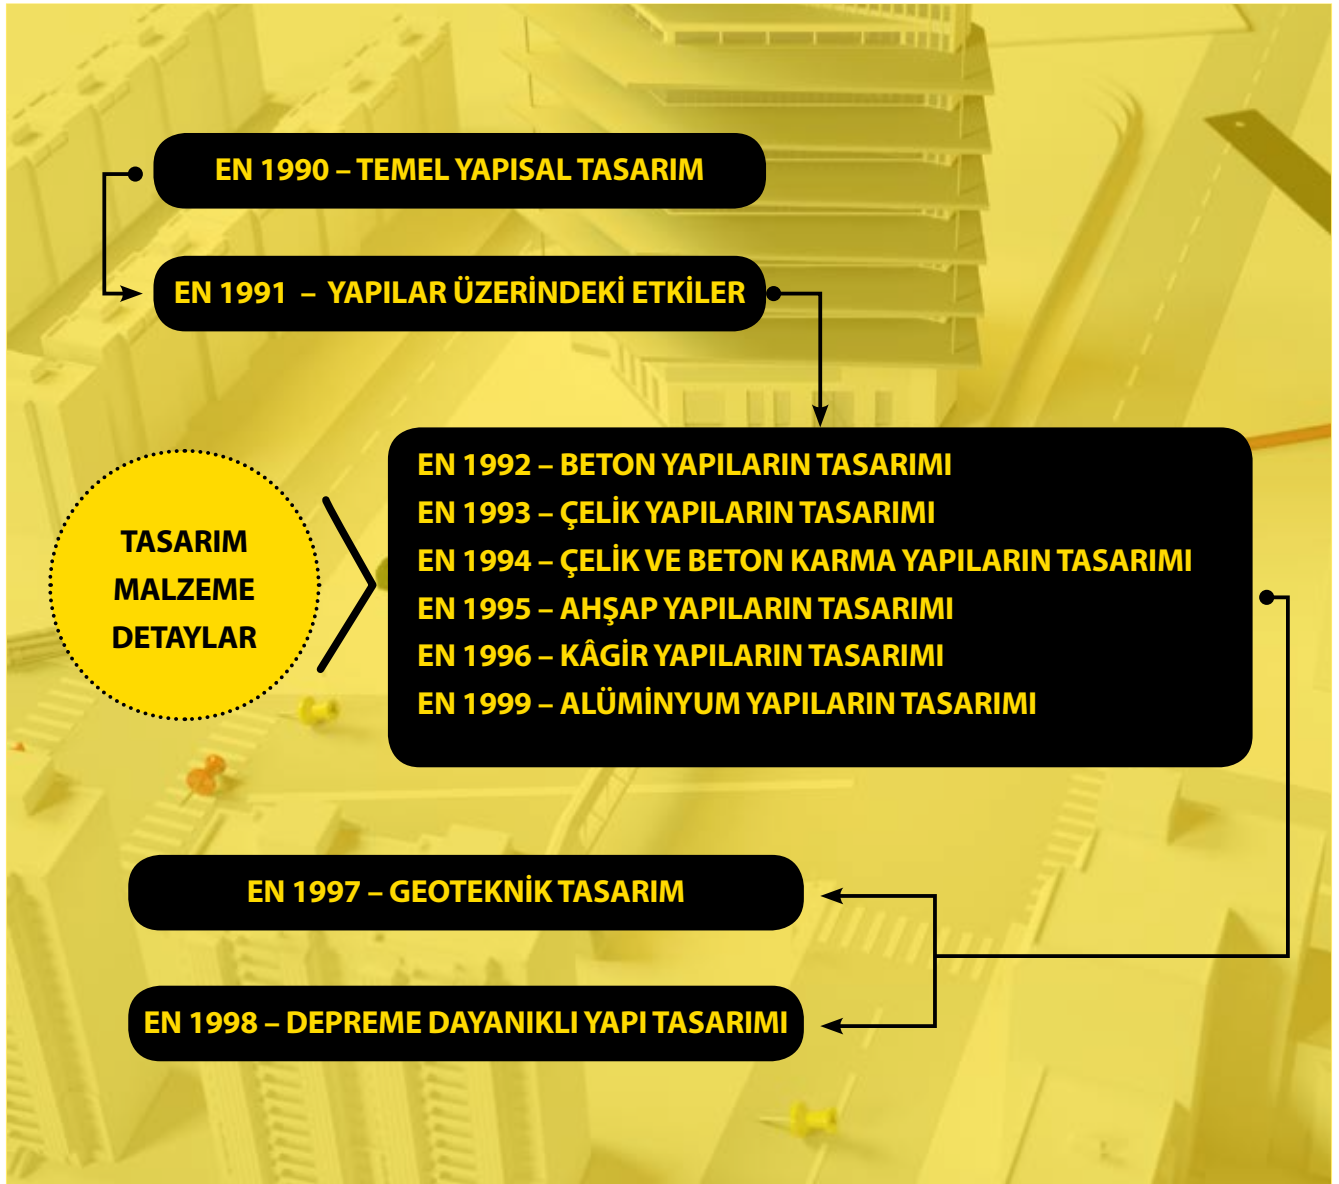 EN 1990 – TEMEL YAPISAL TASARIM
EN 1991 – YAPILAR ÜZERİNDEKİ ETKİLER
TASARIM
MALZEME
DETAYLAR
EN 1992 – BETON YAPILARIN TASARIMI
EN 1993 – ÇELİK YAPILARIN TASARIMI
EN 1994 – ÇELİK VE BETON KARMA YAPILARIN TASARIMI
EN 1995 – AHŞAP YAPILARIN TASARIMI
EN 1996 – KÂGİR YAPILARIN TASARIMI
EN 1999 – ALÜMİNYUM YAPILARIN TASARIMI
EN 1997 – GEOTEKNİK TASARIM
EN 1998 – DEPREME DAYANIKLI YAPI TASARIMI